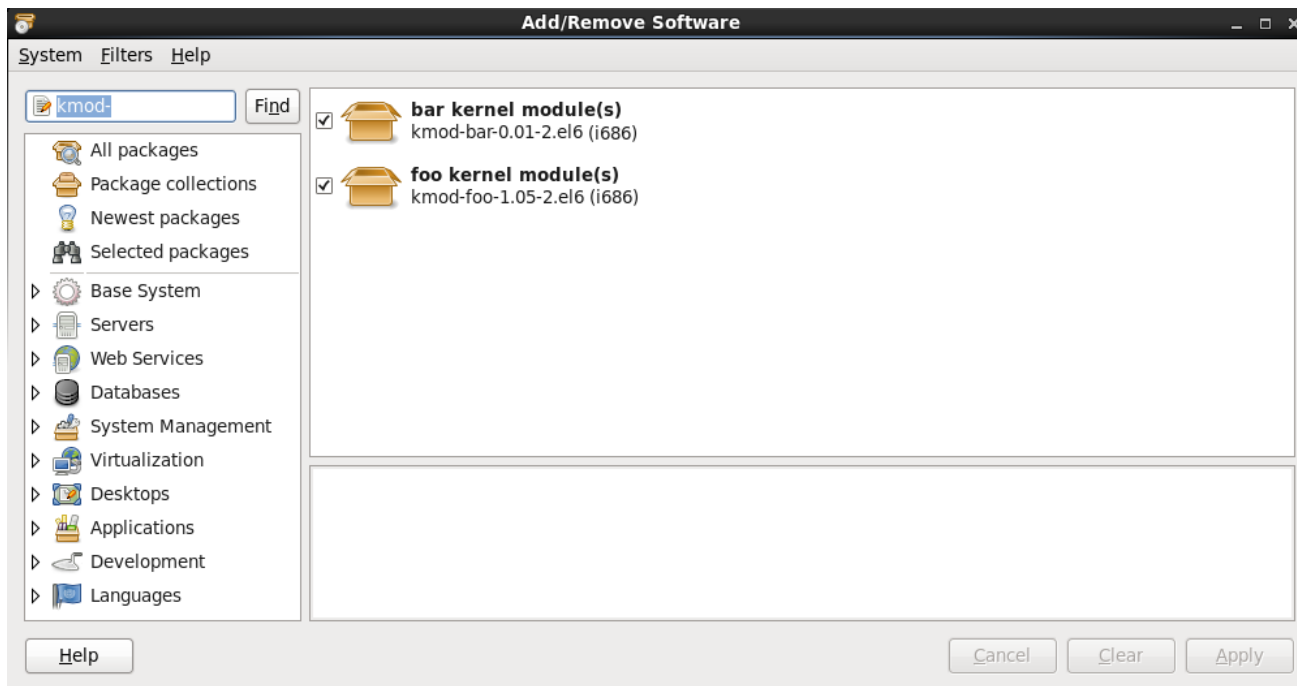 Add/Remove Software
System Filters Help
kmod-
Find
All packages
Package collections
Newest packages
Selected packages
Base System
Servers
Web Services
Databases
System Management
Virtualization
Desktops
Applications
Development
Languages
bar kernel module(s)
kmod-bar-0.01-2.el6 (i686)
foo kernel module(s)
kmod-foo-1.05-2.el6 (i686)
Help
Cancel
Clear
Apply